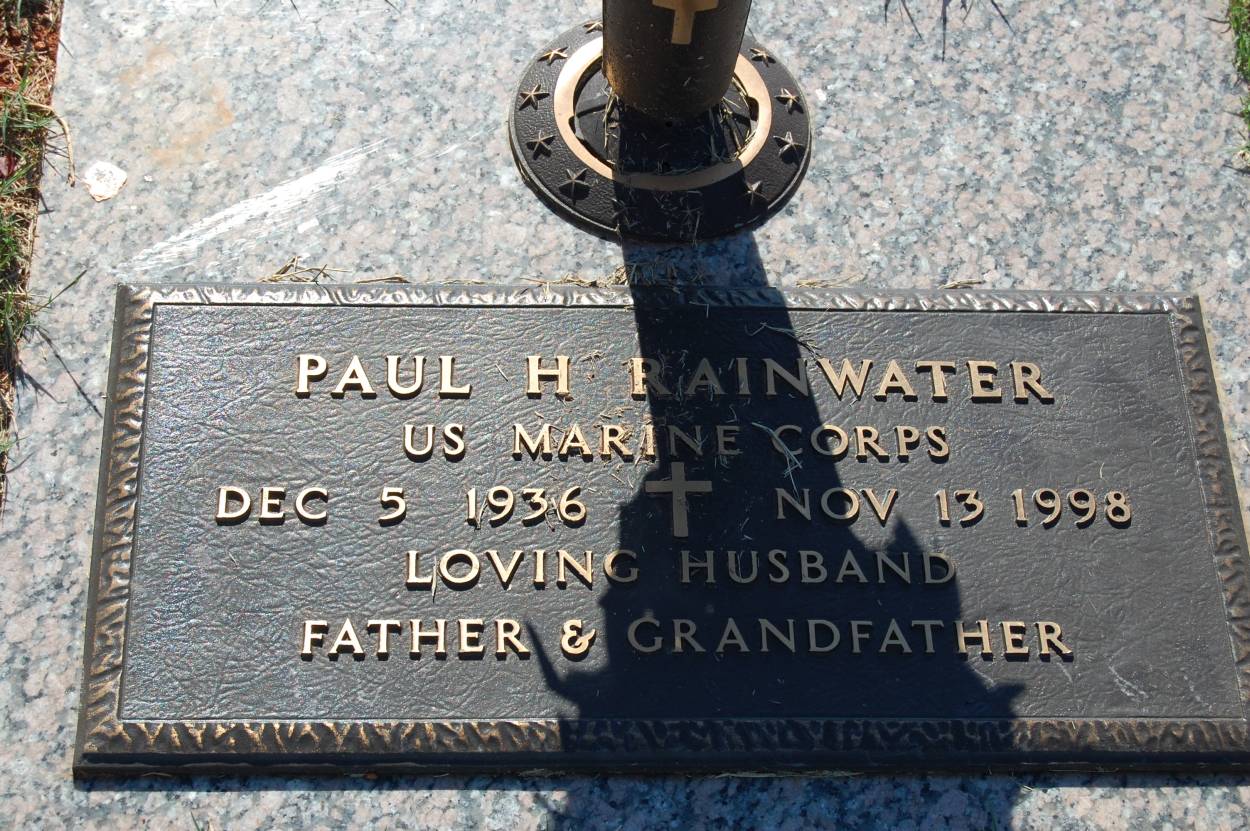 PAUL H RAINWATER
US MARINE CORPS
DEC 5 1936 NOV 13 1998
LOVING HUSBAND
FATHER & GRANDFATHER